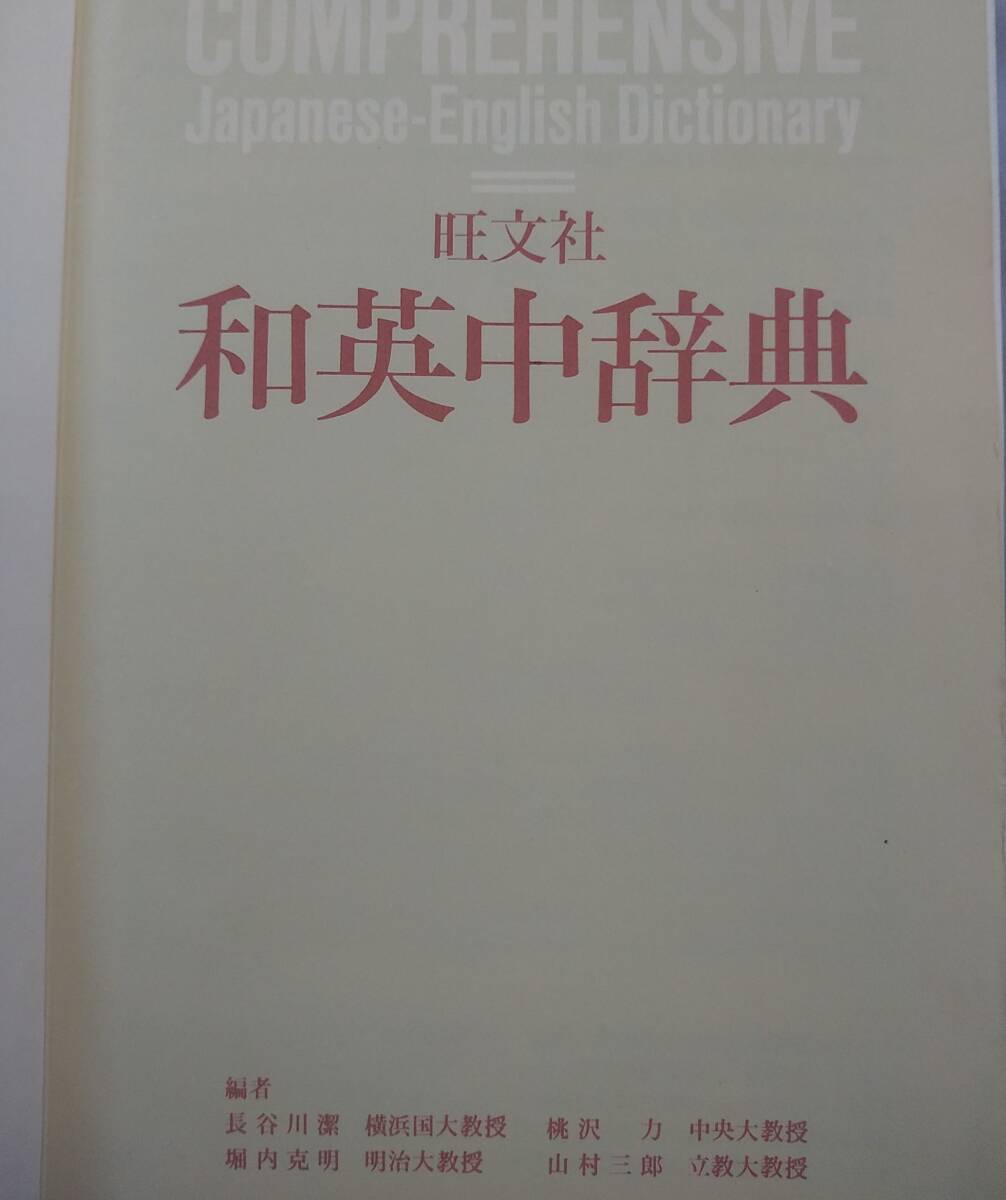 COMPREHENSIVE
Japanese-English Dictionary
旺文社
和英中辞典
編者
長谷川潔 横浜国大教授 桃沢 力 中央大教授
堀内克明 明治大教授 山村三郎 立教大教授